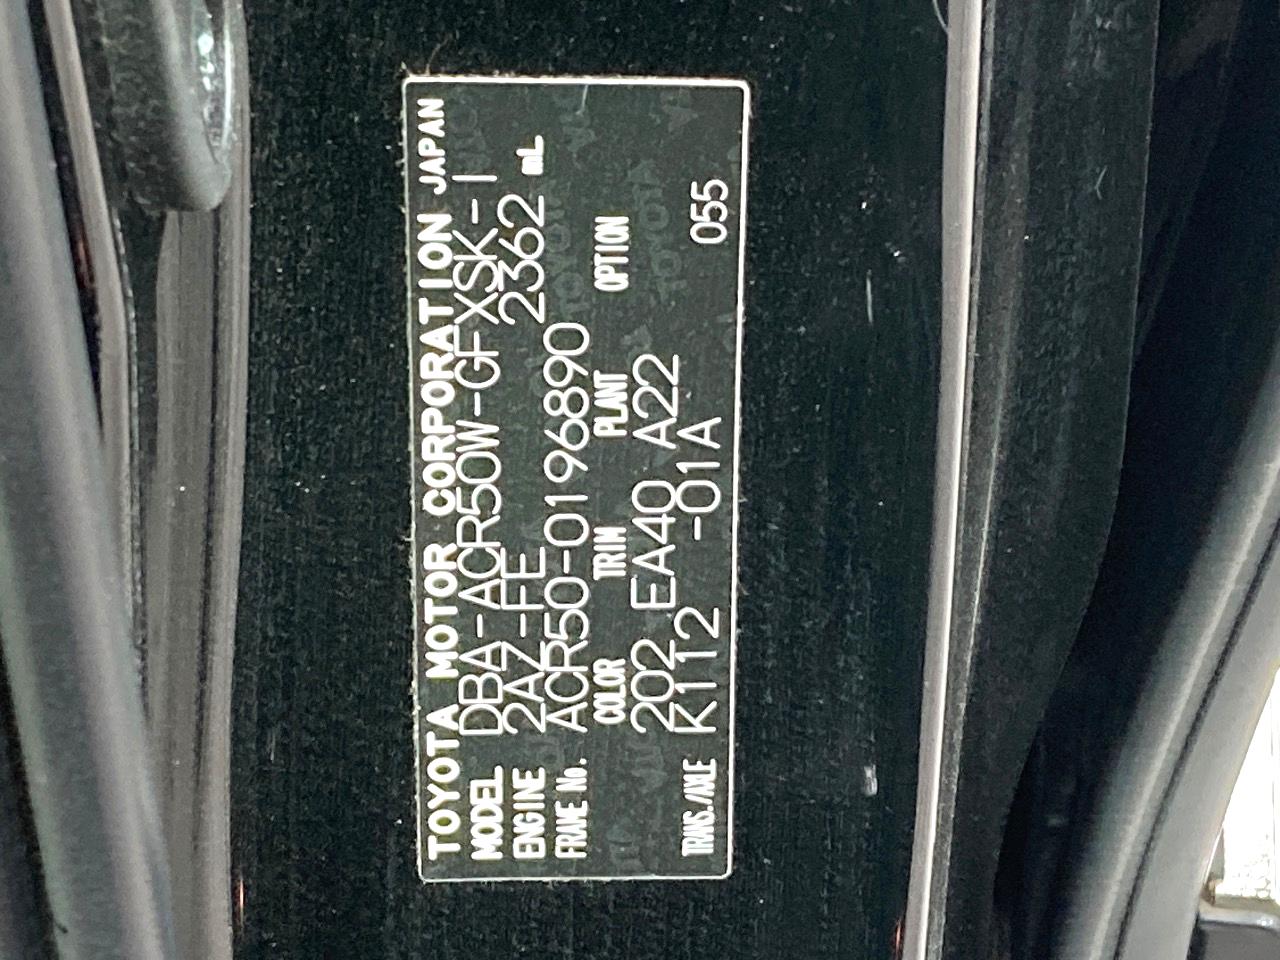 TOYOTA MOTOR CORPORATION JAPAN
MODEL DBA-ACR50W-GFXSK-I
ENGINE 2AZ-FE 2362 mL
FRAME No. ACR50-0196890
COLOR TRIM PLANT OPTION
202 EA40 A22
TRANS./AXLE K112 -01A 055